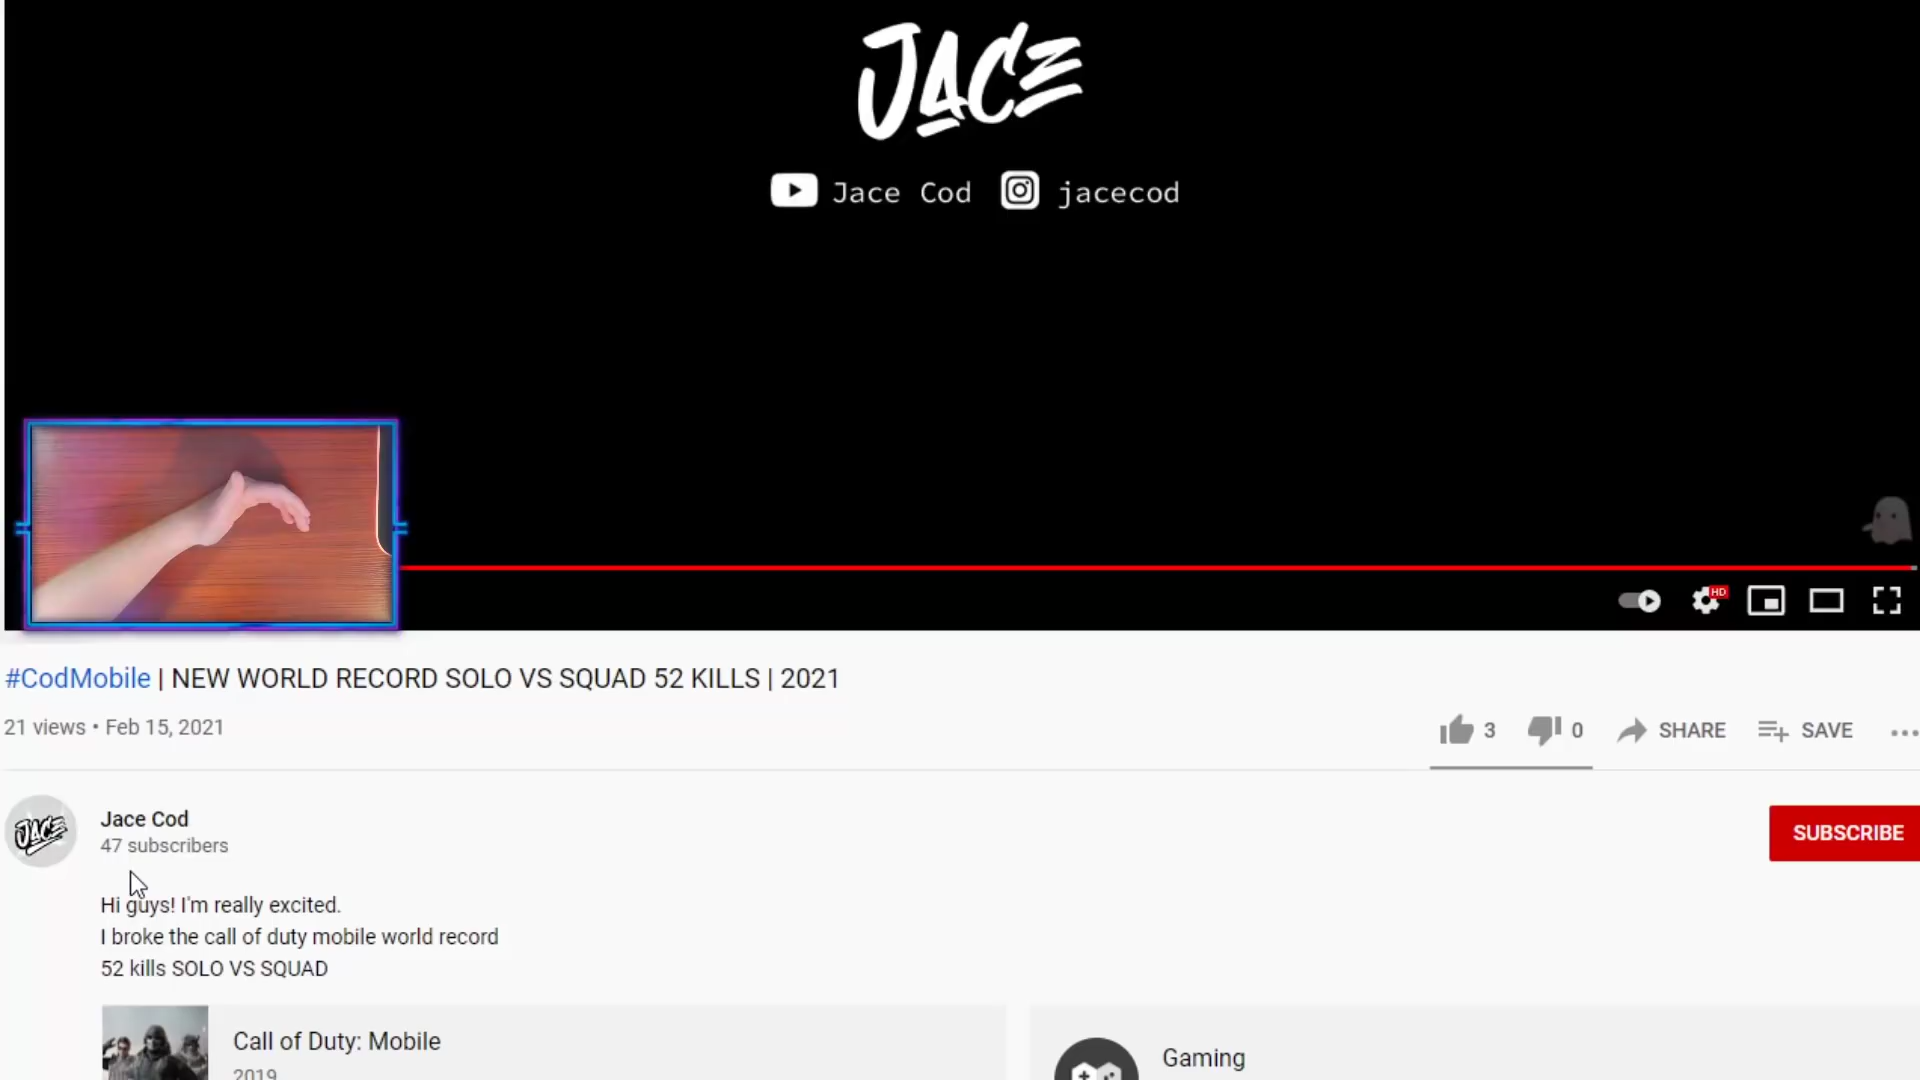 JACE
Jace Cod jacecod
HD
#CodMobile | NEW WORLD RECORD SOLO VS SQUAD 52 KILLS | 2021
21 views • Feb 15, 2021
3 0 SHARE SAVE
JACE
Jace Cod
47 subscribers
SUBSCRIBE
Hi guys! I'm really excited.
I broke the call of duty mobile world record
52 kills SOLO VS SQUAD
Call of Duty: Mobile
2019
Gaming